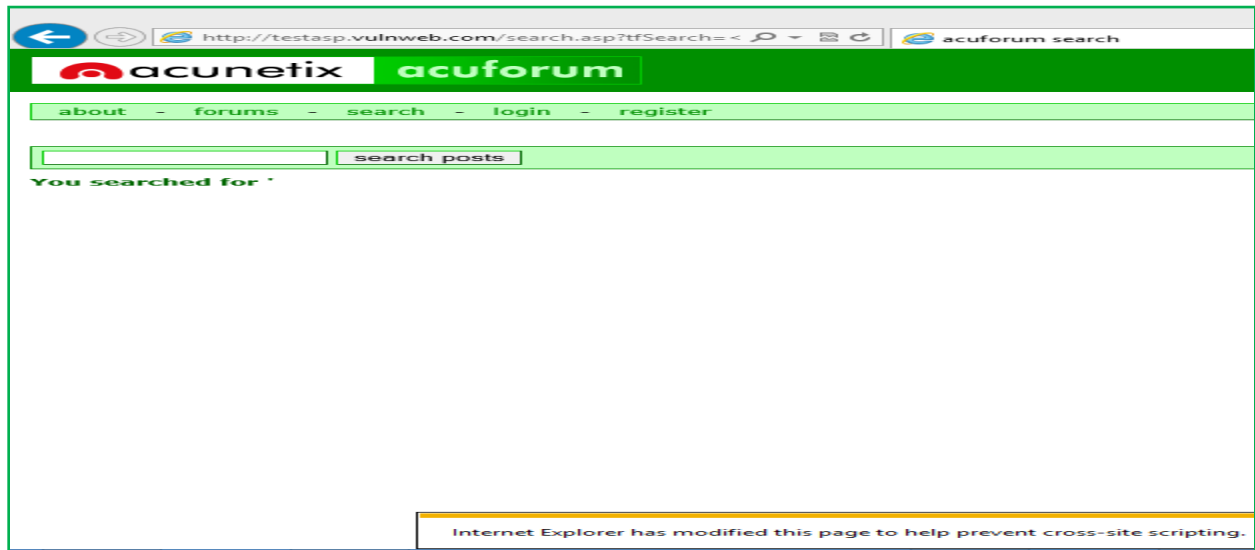 http://testasp.vulnweb.com/search.asp?tfSearch=< acuforum search
acunetix acuforum
about - forums - search - login - register
search posts
You searched for '
Internet Explorer has modified this page to help prevent cross-site scripting.